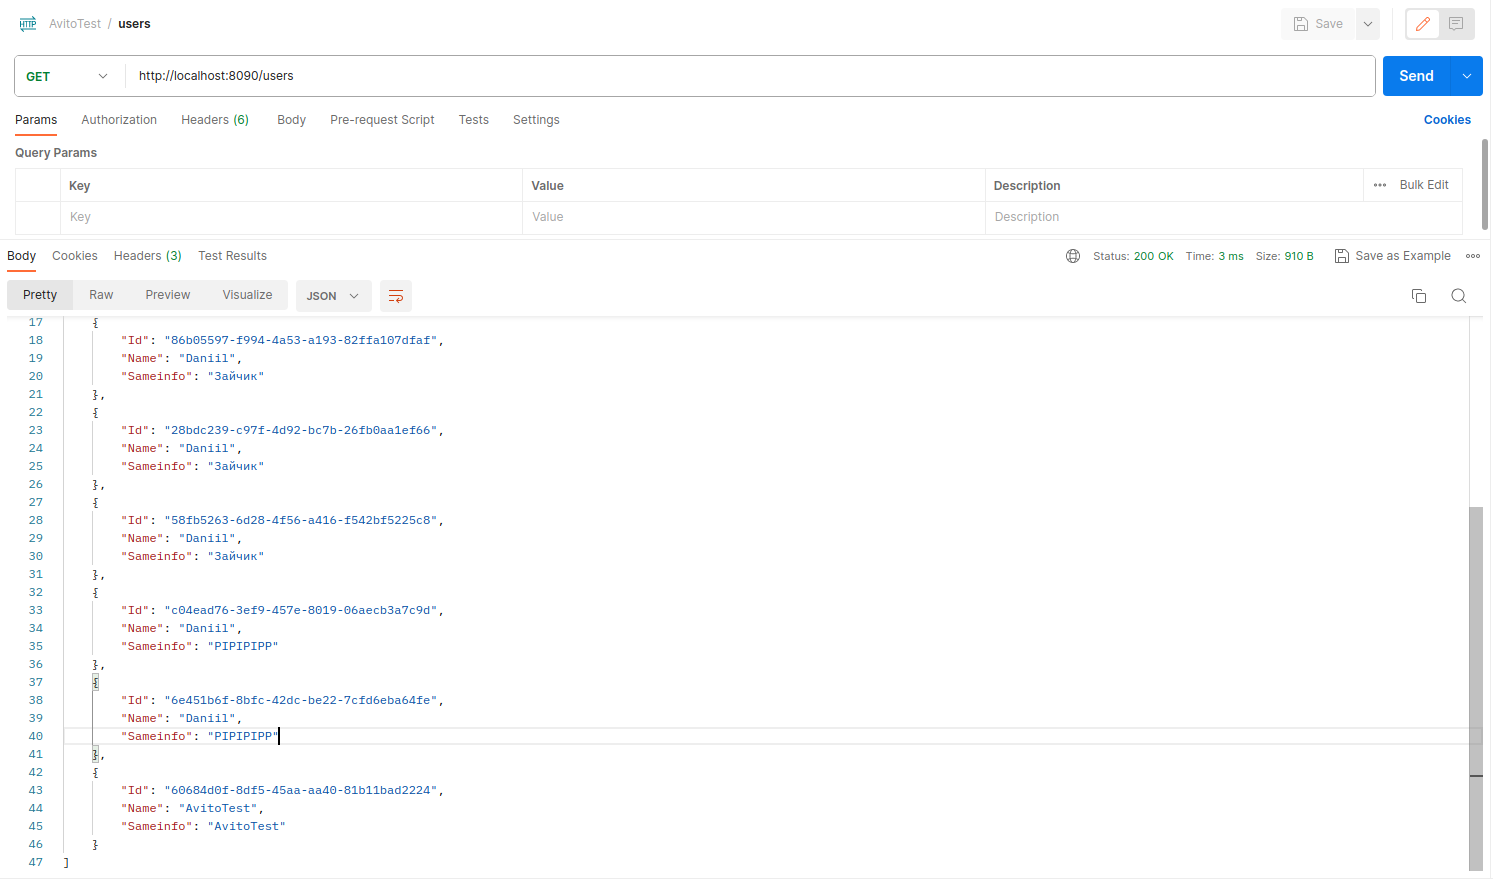 HTTP AvitoTest / users Save
GET http://localhost:8090/users Send
Params Authorization Headers (6) Body Pre-request Script Tests Settings Cookies
Query Params
Key Value Description Bulk Edit
Key Value Description
Body Cookies Headers (3) Test Results Status: 200 OK Time: 3 ms Size: 910 B Save as Example
Pretty Raw Preview Visualize JSON
17 {
18 "Id": "86b05597-f994-4a53-a193-82ffa107dfaf",
19 "Name": "Daniil",
20 "Sameinfo": "Зайчик"
21 },
22 {
23 "Id": "28bdc239-c97f-4d92-bc7b-26fb0aa1ef66",
24 "Name": "Daniil",
25 "Sameinfo": "Зайчик"
26 },
27 {
28 "Id": "58fb5263-6d28-4f56-a416-f542bf5225c8",
29 "Name": "Daniil",
30 "Sameinfo": "Зайчик"
31 },
32 {
33 "Id": "c04ead76-3ef9-457e-8019-06aecb3a7c9d",
34 "Name": "Daniil",
35 "Sameinfo": "PIPIPIPP"
36 },
37 {
38 "Id": "6e451b6f-8bfc-42dc-be22-7cfd6eba64fe",
39 "Name": "Daniil",
40 "Sameinfo": "PIPIPIPP"
41 },
42 {
43 "Id": "60684d0f-8df5-45aa-aa40-81b11bad2224",
44 "Name": "AvitoTest",
45 "Sameinfo": "AvitoTest"
46 }
47 ]